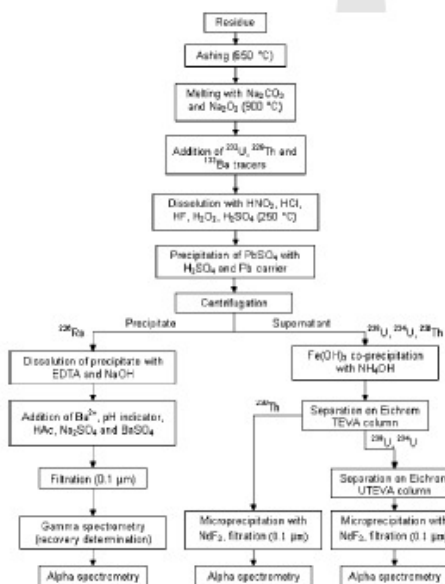 Residue
Ashing (650 °C)
Melting with Na₂CO₃
and Na₂O₂ (900 °C)
Addition of ²³²U, ²²⁹Th and
¹³³Ba tracers
Dissolution with HNO₃, HCl,
HF, H₂O₂, H₂SO₄ (250 °C)
Precipitation of PbSO₄ with
H₂SO₄ and Pb carrier
Centrifugation
²²⁶Ra
Precipitate
Supernatant
²³⁸U, ²³⁴U, ²³⁰Th
Dissolution of precipitate with
EDTA and NaOH
Fe(OH)₃ co-precipitation
with NH₄OH
Addition of Ba²⁺, pH indicator,
HAc, Na₂SO₄ and BaSO₄
²³⁰Th
Separation on Eichrom
TEVA column
²³⁸U, ²³⁴U
Filtration (0.1 µm)
Separation on Eichrom
UTEVA column
Gamma spectrometry
(recovery determination)
Microprecipitation with
NdF₃, filtration (0.1 µm)
Microprecipitation with
NdF₃, filtration (0.1 µm)
Alpha spectrometry
Alpha spectrometry
Alpha spectrometry